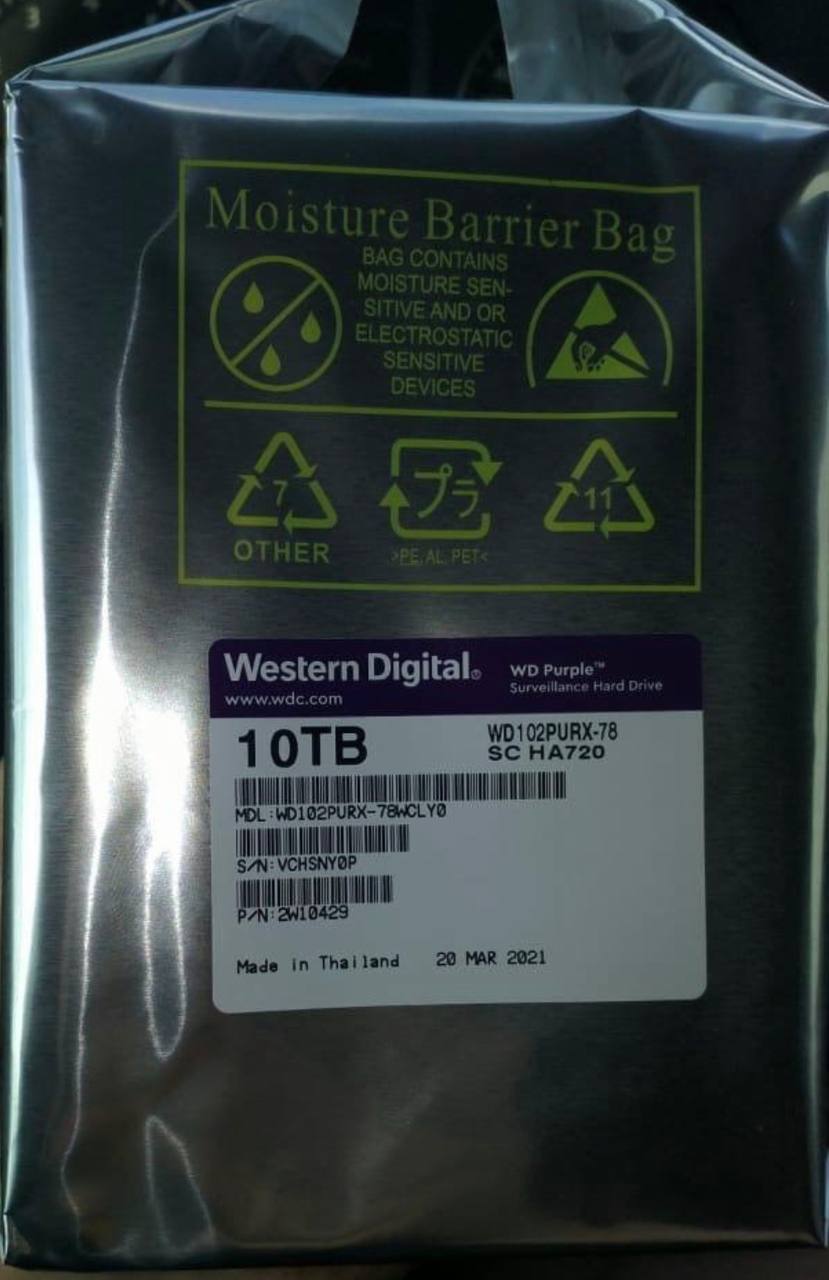 Moisture Barrier Bag
BAG CONTAINS
MOISTURE SEN-
SITIVE AND OR
ELECTROSTATIC
SENSITIVE
DEVICES
7
プラ
11
OTHER
>PE, AL, PET<
Western Digital®
WD Purple™
www.wdc.com
Surveillance Hard Drive
10TB
WD102PURX-78
SC HA720
MDL:WD102PURX-78WCLY0
S/N:VCHSNY0P
P/N:2W10429
Made in Thailand 20 MAR 2021